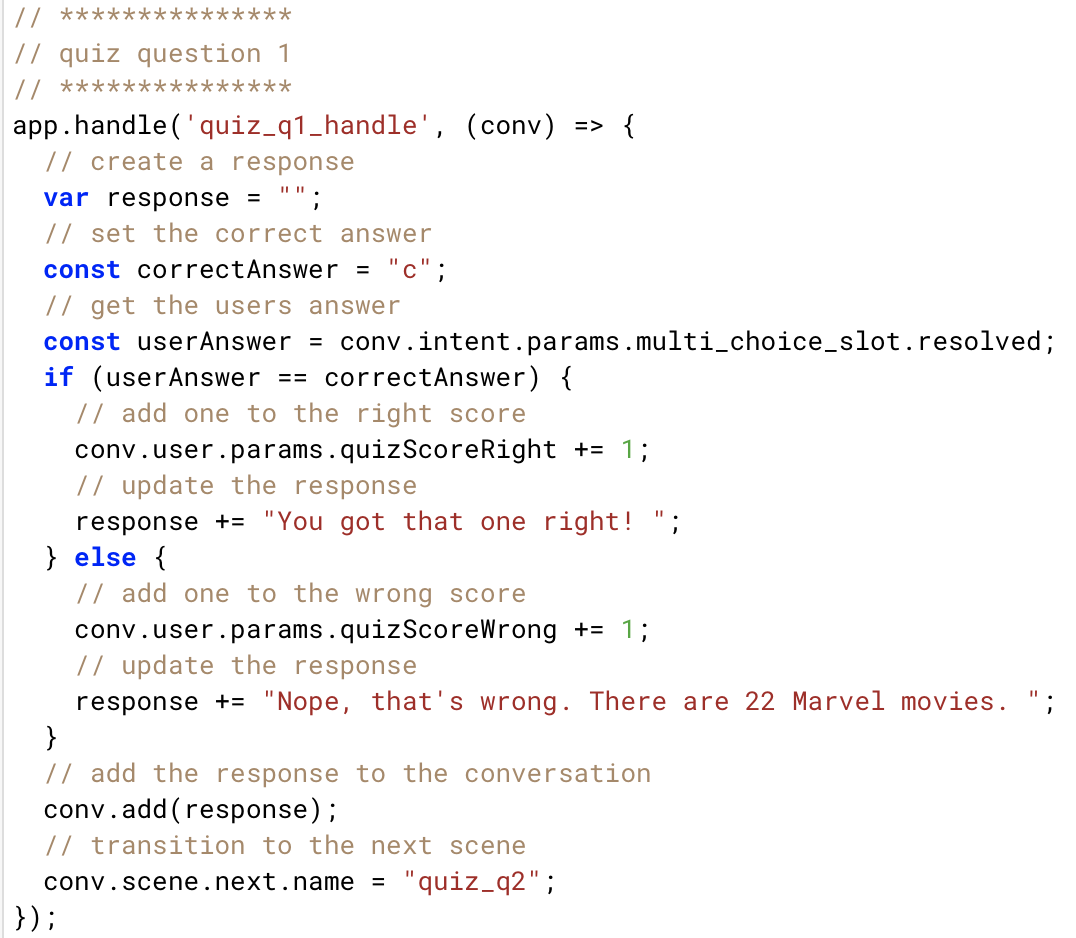 // ***************
// quiz question 1
// ***************
app.handle('quiz_q1_handle', (conv) => {
  // create a response
  var response = "";
  // set the correct answer
  const correctAnswer = "c";
  // get the users answer
  const userAnswer = conv.intent.params.multi_choice_slot.resolved;
  if (userAnswer == correctAnswer) {
    // add one to the right score
    conv.user.params.quizScoreRight += 1;
    // update the response
    response += "You got that one right! ";
  } else {
    // add one to the wrong score
    conv.user.params.quizScoreWrong += 1;
    // update the response
    response += "Nope, that's wrong. There are 22 Marvel movies. ";
  }
  // add the response to the conversation
  conv.add(response);
  // transition to the next scene
  conv.scene.next.name = "quiz_q2";
});